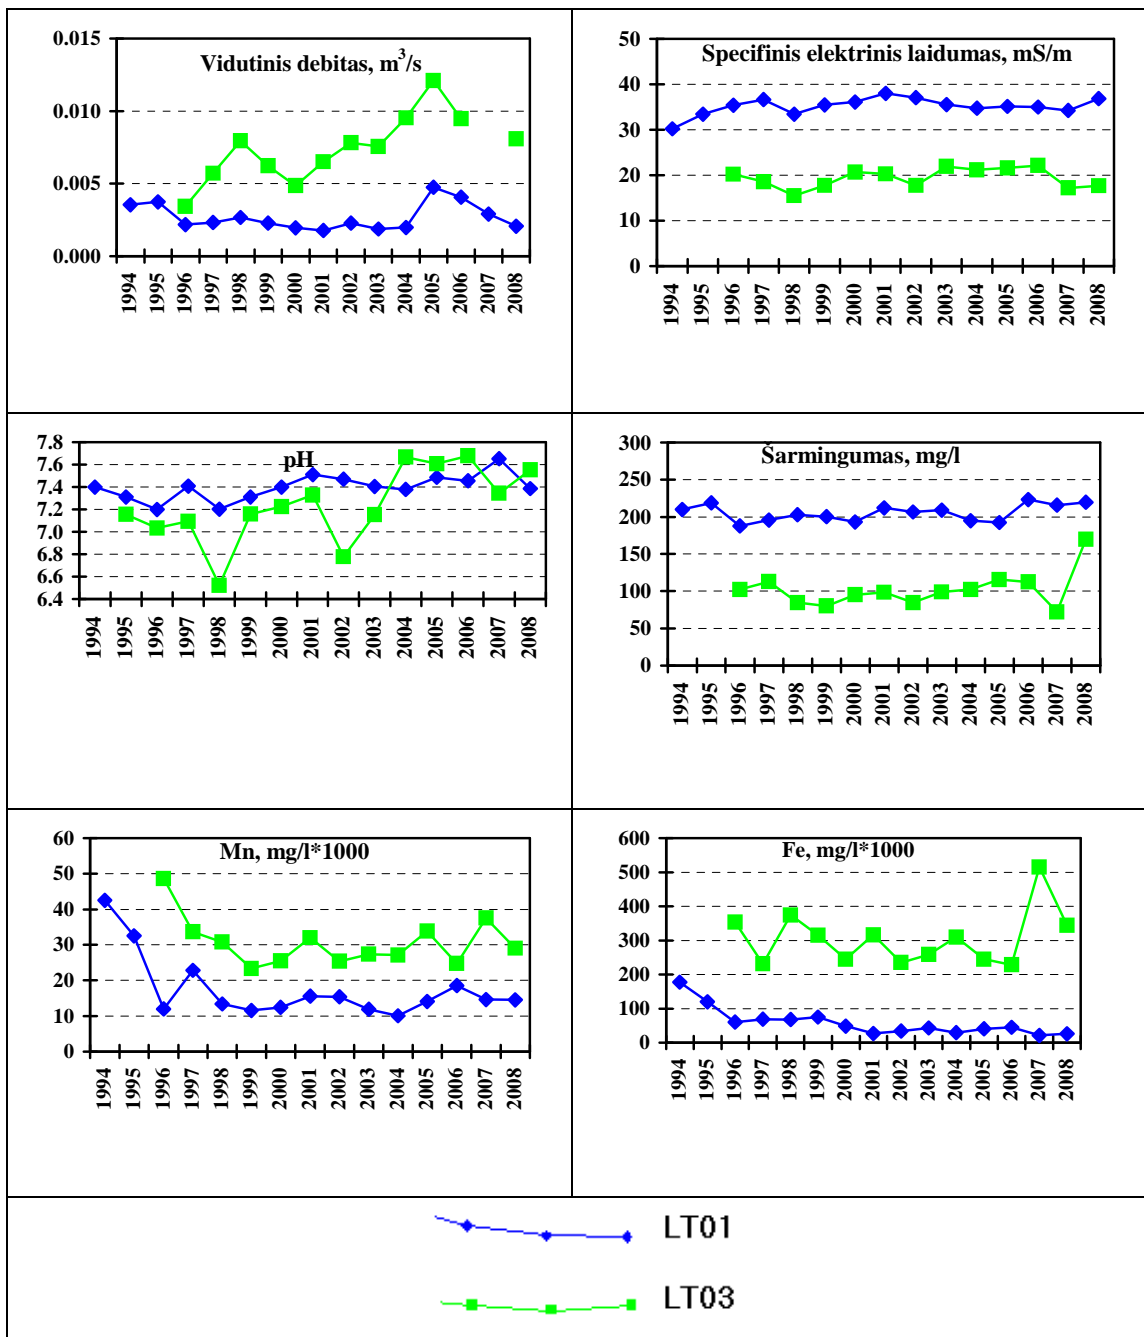 Vidutinis debitas, m³/s
0.015
0.010
0.005
0.000
1994 1995 1996 1997 1998 1999 2000 2001 2002 2003 2004 2005 2006 2007 2008
Specifinis elektrinis laidumas, mS/m
50
40
30
20
10
0
1994 1995 1996 1997 1998 1999 2000 2001 2002 2003 2004 2005 2006 2007 2008
pH
7.8
7.6
7.4
7.2
7.0
6.8
6.6
6.4
1994 1995 1996 1997 1998 1999 2000 2001 2002 2003 2004 2005 2006 2007 2008
Šarmingumas, mg/l
300
250
200
150
100
50
0
1994 1995 1996 1997 1998 1999 2000 2001 2002 2003 2004 2005 2006 2007 2008
Mn, mg/l*1000
60
50
40
30
20
10
0
1994 1995 1996 1997 1998 1999 2000 2001 2002 2003 2004 2005 2006 2007 2008
Fe, mg/l*1000
600
500
400
300
200
100
0
1994 1995 1996 1997 1998 1999 2000 2001 2002 2003 2004 2005 2006 2007 2008
LT01
LT03